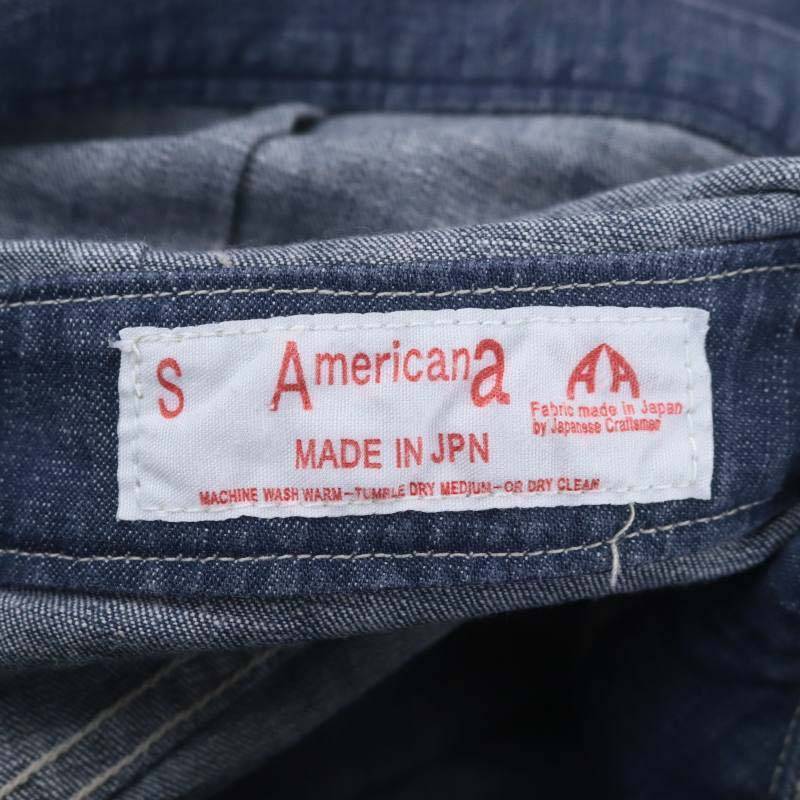 S AmericanA AA
Fabric made in Japan
by Japanese Craftsmen
MADE IN JPN
MACHINE WASH WARM-TUMBLE DRY MEDIUM-OR DRY CLEAN